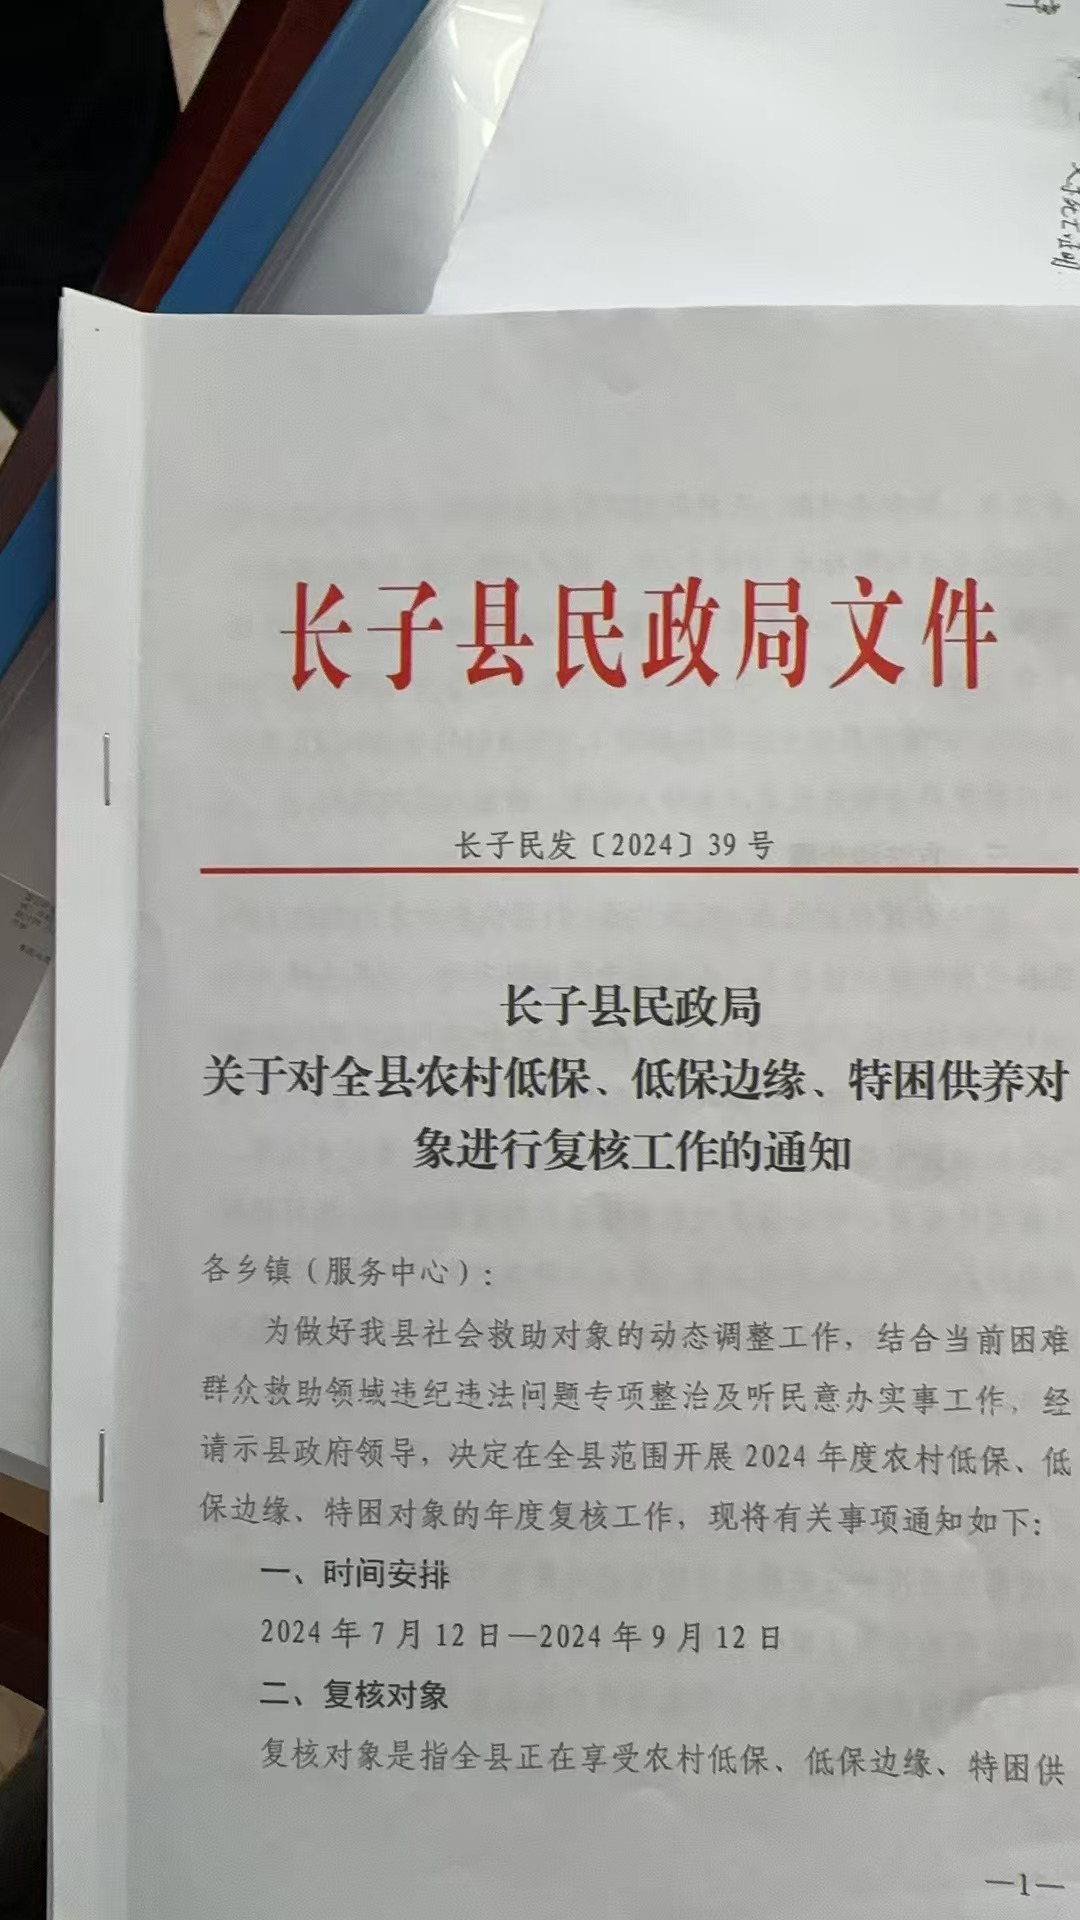 长子县民政局文件
长子民发〔2024〕39号
长子县民政局
关于对全县农村低保、低保边缘、特困供养对
象进行复核工作的通知
各乡镇（服务中心）：
为做好我县社会救助对象的动态调整工作，结合当前困难
群众救助领域违纪违法问题专项整治及听民意办实事工作，经
请示县政府领导，决定在全县范围开展2024年度农村低保、低
保边缘、特困对象的年度复核工作，现将有关事项通知如下：
一、时间安排
2024年7月12日—2024年9月12日
二、复核对象
复核对象是指全县正在享受农村低保、低保边缘、特困供
—1—